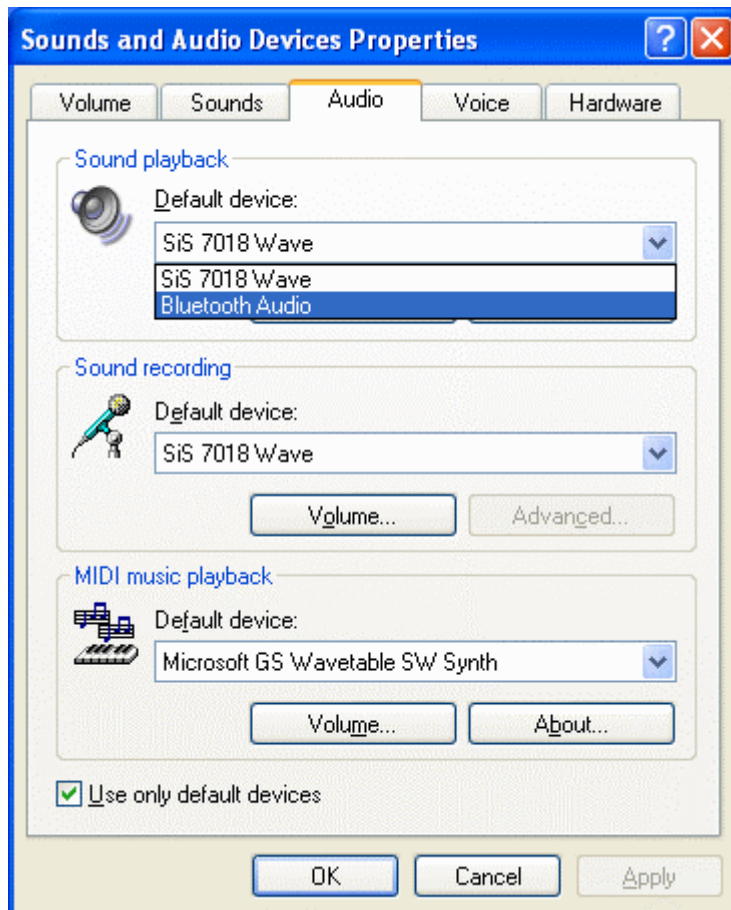 Sounds and Audio Devices Properties
Volume Sounds Audio Voice Hardware
Sound playback
Default device:
SiS 7018 Wave
SiS 7018 Wave
Bluetooth Audio
Sound recording
Default device:
SiS 7018 Wave
Volume... Advanced...
MIDI music playback
Default device:
Microsoft GS Wavetable SW Synth
Volume... About...
Use only default devices
OK Cancel Apply